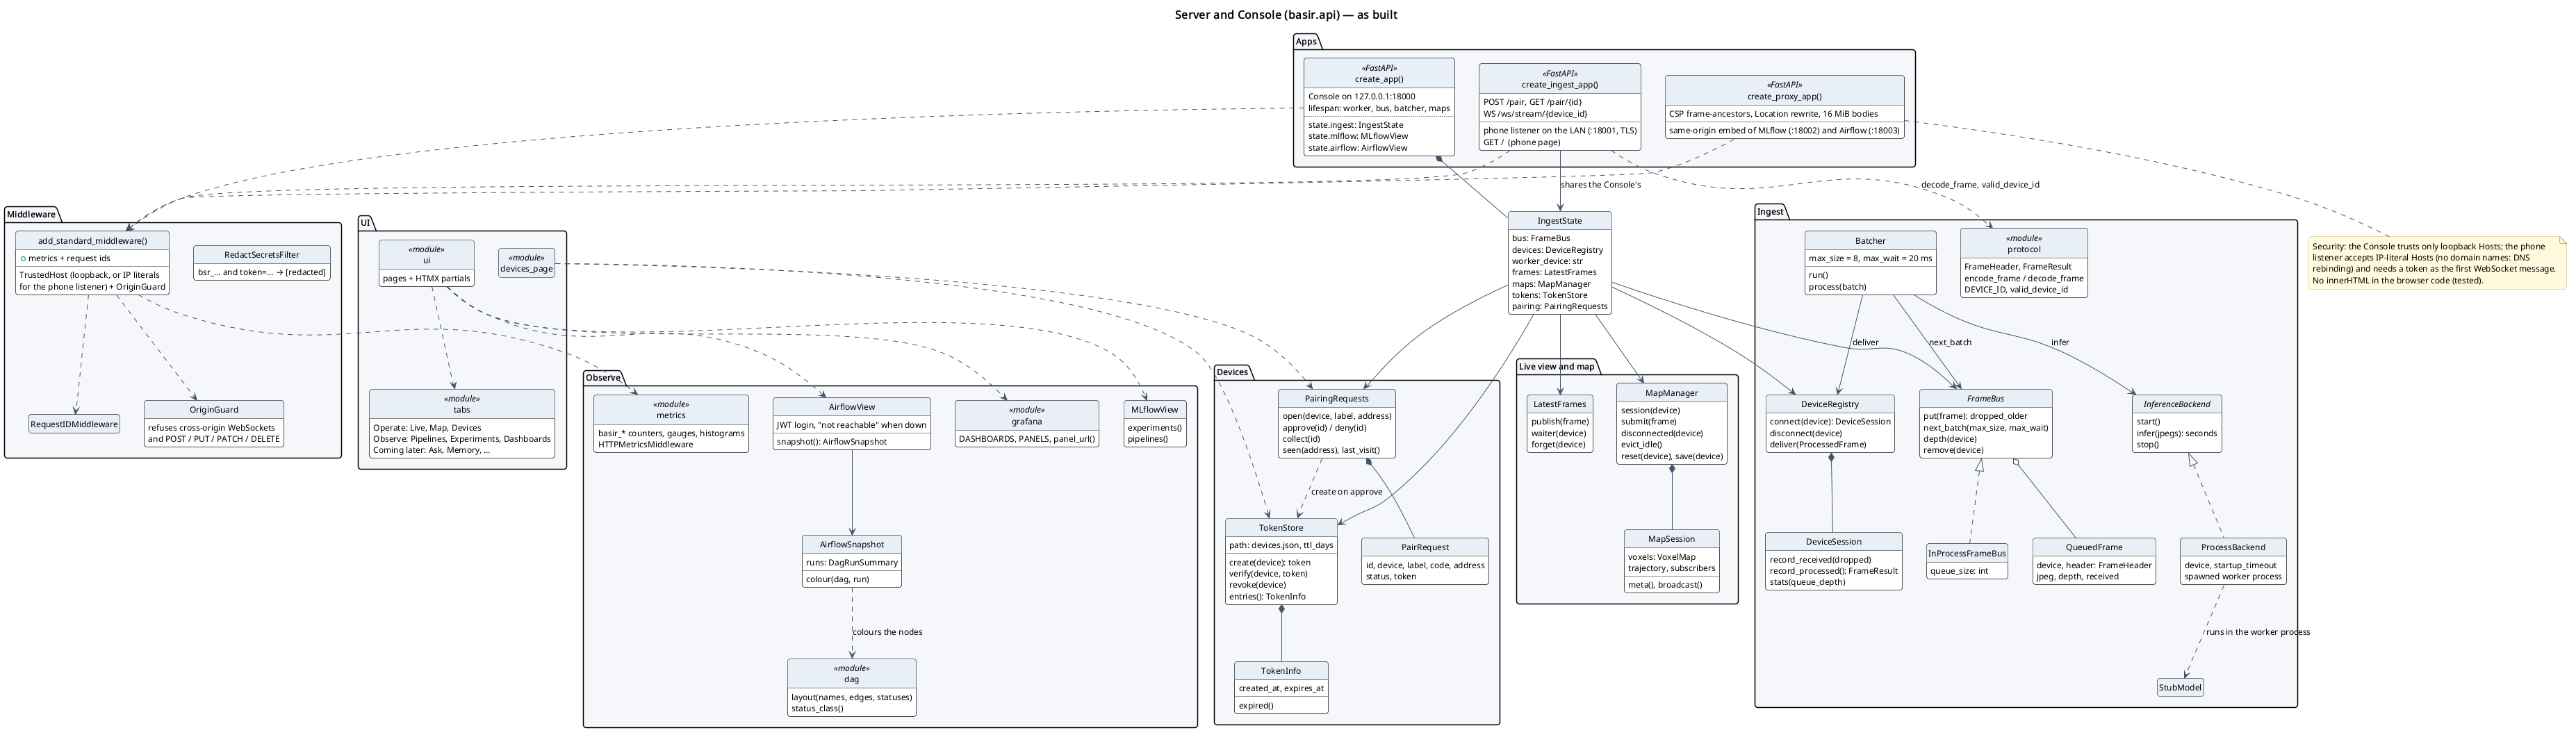 Server and Console (basir.api) — as built
Apps
«FastAPI»
create_app()
Console on 127.0.0.1:18000
lifespan: worker, bus, batcher, maps
state.ingest: IngestState
state.mlflow: MLflowView
state.airflow: AirflowView
«FastAPI»
create_ingest_app()
POST /pair, GET /pair/{id}
WS /ws/stream/{device_id}
phone listener on the LAN (:18001, TLS)
GET / (phone page)
«FastAPI»
create_proxy_app()
CSP frame-ancestors, Location rewrite, 16 MiB bodies
same-origin embed of MLflow (:18002) and Airflow (:18003)
shares the Console's
decode_frame, valid_device_id
Middleware
add_standard_middleware()
metrics + request ids
TrustedHost (loopback, or IP literals
for the phone listener) + OriginGuard
RedactSecretsFilter
bsr_... and token=... → [redacted]
RequestIDMiddleware
OriginGuard
refuses cross-origin WebSockets
and POST / PUT / PATCH / DELETE
UI
«module»
ui
pages + HTMX partials
«module»
devices_page
«module»
tabs
Operate: Live, Map, Devices
Observe: Pipelines, Experiments, Dashboards
Coming later: Ask, Memory, ...
IngestState
bus: FrameBus
devices: DeviceRegistry
worker_device: str
frames: LatestFrames
maps: MapManager
tokens: TokenStore
pairing: PairingRequests
Observe
«module»
metrics
basir_* counters, gauges, histograms
HTTPMetricsMiddleware
AirflowView
JWT login, "not reachable" when down
snapshot(): AirflowSnapshot
«module»
grafana
DASHBOARDS, PANELS, panel_url()
MLflowView
experiments()
pipelines()
AirflowSnapshot
runs: DagRunSummary
colour(dag, run)
colours the nodes
«module»
dag
layout(names, edges, statuses)
status_class()
Devices
PairingRequests
open(device, label, address)
approve(id) / deny(id)
collect(id)
seen(address), last_visit()
create on approve
TokenStore
path: devices.json, ttl_days
create(device): token
verify(device, token)
revoke(device)
entries(): TokenInfo
PairRequest
id, device, label, code, address
status, token
TokenInfo
created_at, expires_at
expired()
Live view and map
LatestFrames
publish(frame)
waiter(device)
forget(device)
MapManager
session(device)
submit(frame)
disconnected(device)
evict_idle()
reset(device), save(device)
MapSession
voxels: VoxelMap
trajectory, subscribers
meta(), broadcast()
Ingest
Batcher
max_size = 8, max_wait = 20 ms
run()
process(batch)
«module»
protocol
FrameHeader, FrameResult
encode_frame / decode_frame
DEVICE_ID, valid_device_id
deliver
next_batch
infer
DeviceRegistry
connect(device): DeviceSession
disconnect(device)
deliver(ProcessedFrame)
FrameBus
put(frame): dropped_older
next_batch(max_size, max_wait)
depth(device)
remove(device)
InferenceBackend
start()
infer(jpegs): seconds
stop()
DeviceSession
record_received(dropped)
record_processed(): FrameResult
stats(queue_depth)
InProcessFrameBus
queue_size: int
QueuedFrame
device, header: FrameHeader
jpeg, depth, received
ProcessBackend
device, startup_timeout
spawned worker process
runs in the worker process
StubModel
Security: the Console trusts only loopback Hosts; the phone
listener accepts IP-literal Hosts (no domain names: DNS
rebinding) and needs a token as the first WebSocket message.
No innerHTML in the browser code (tested).